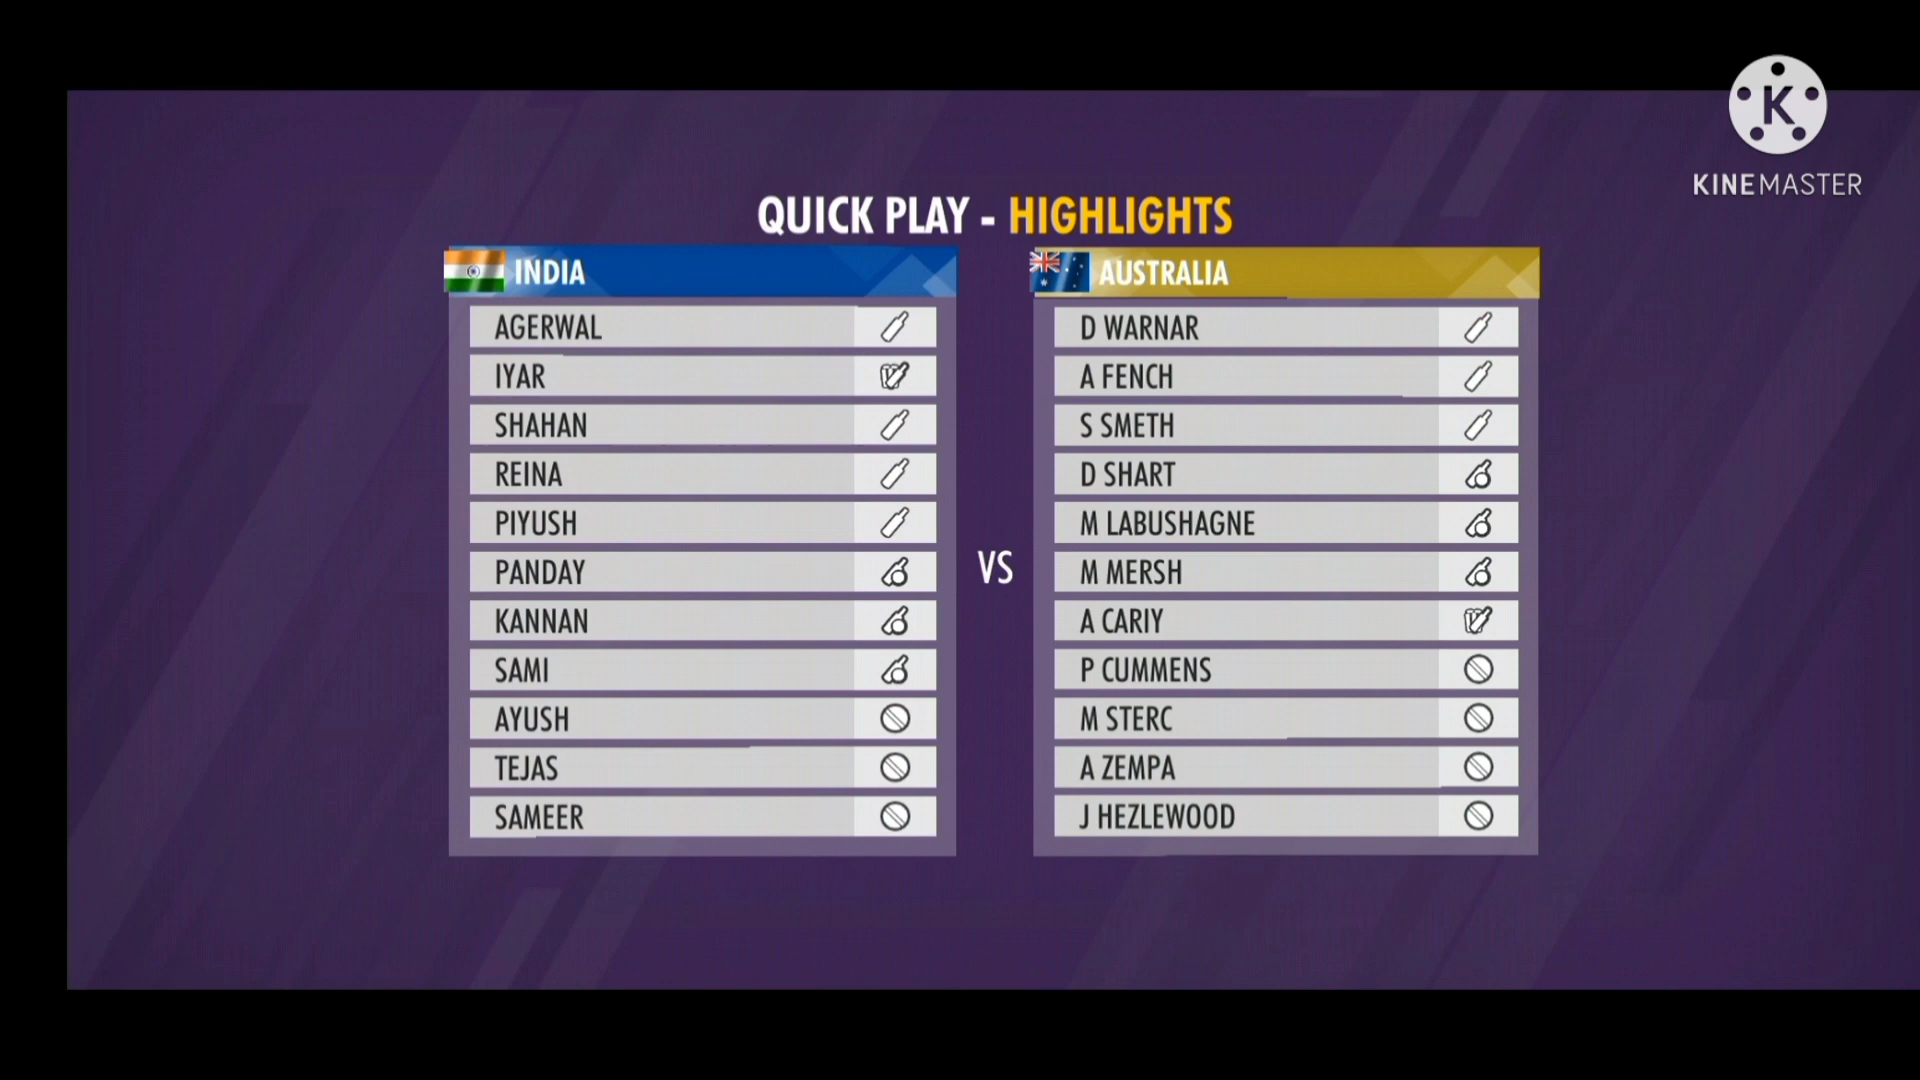 K
KINEMASTER
QUICK PLAY - HIGHLIGHTS
INDIA
AGERWAL
IYAR
SHAHAN
REINA
PIYUSH
PANDAY
KANNAN
SAMI
AYUSH
TEJAS
SAMEER
VS
AUSTRALIA
D WARNAR
A FENCH
S SMETH
D SHART
M LABUSHAGNE
M MERSH
A CARIY
P CUMMENS
M STERC
A ZEMPA
J HEZLEWOOD